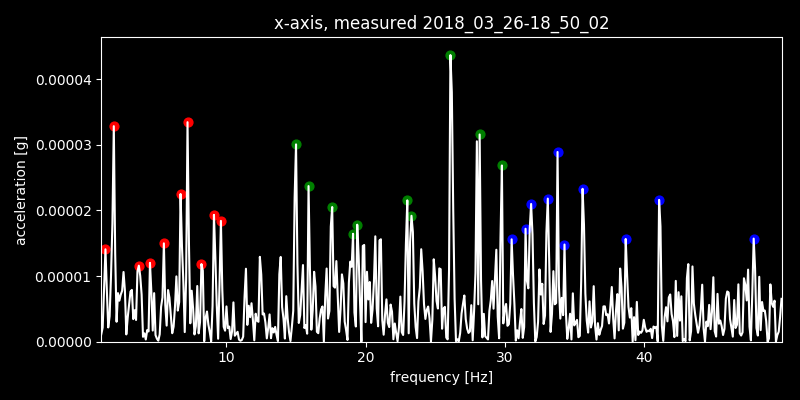 x-axis, measured 2018_03_26-18_50_02
acceleration [g]
0.00004
0.00003
0.00002
0.00001
0.00000
10 20 30 40
frequency [Hz]